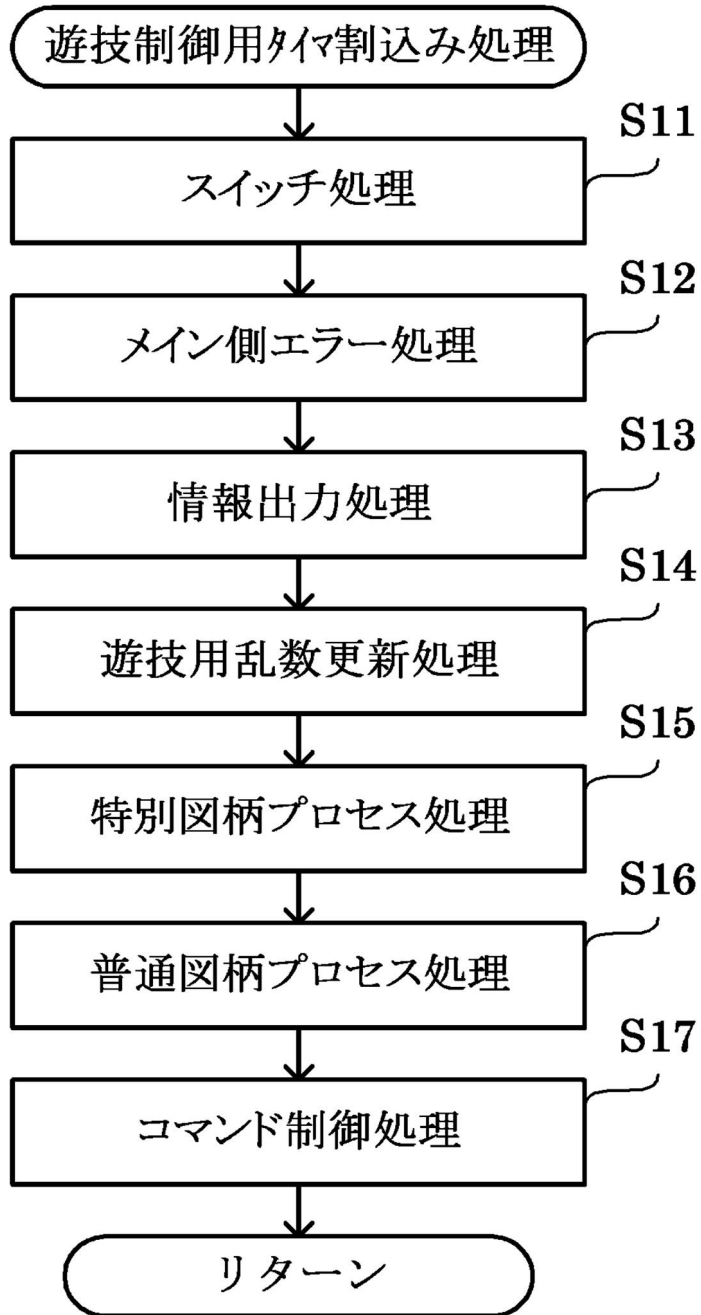 遊技制御用ﾀｲﾏ割込み処理
S11
スイッチ処理
S12
メイン側エラー処理
S13
情報出力処理
S14
遊技用乱数更新処理
S15
特別図柄プロセス処理
S16
普通図柄プロセス処理
S17
コマンド制御処理
リターン